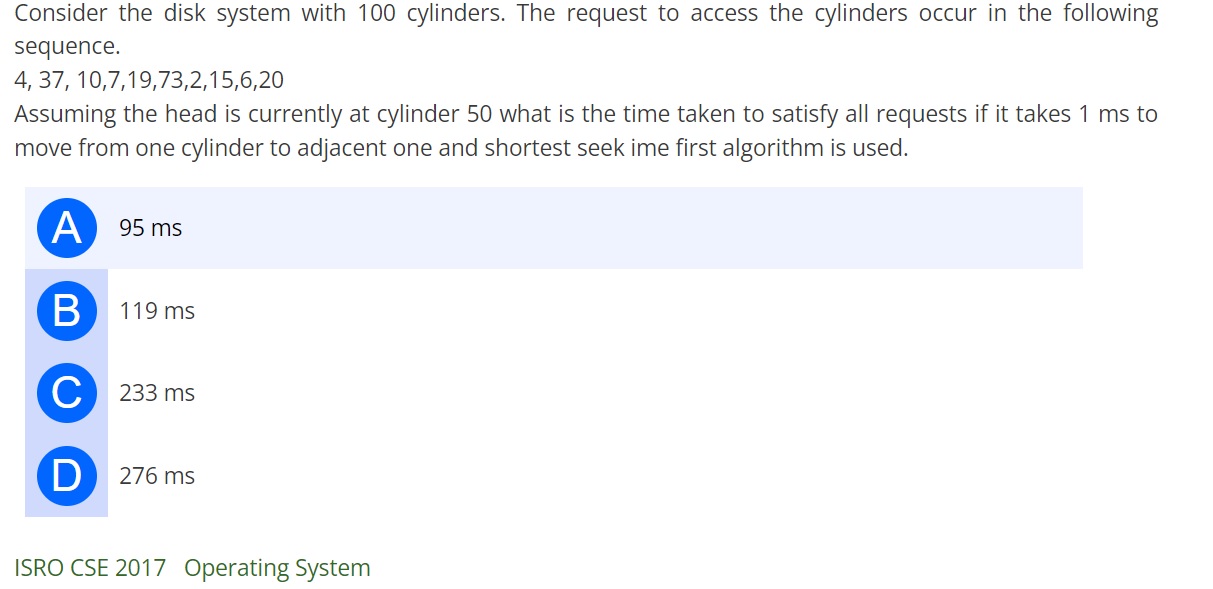 Consider the disk system with 100 cylinders. The request to access the cylinders occur in the following
sequence.
4, 37, 10,7,19,73,2,15,6,20
Assuming the head is currently at cylinder 50 what is the time taken to satisfy all requests if it takes 1 ms to
move from one cylinder to adjacent one and shortest seek ime first algorithm is used.
A 95 ms
B 119 ms
C 233 ms
D 276 ms
ISRO CSE 2017 Operating System